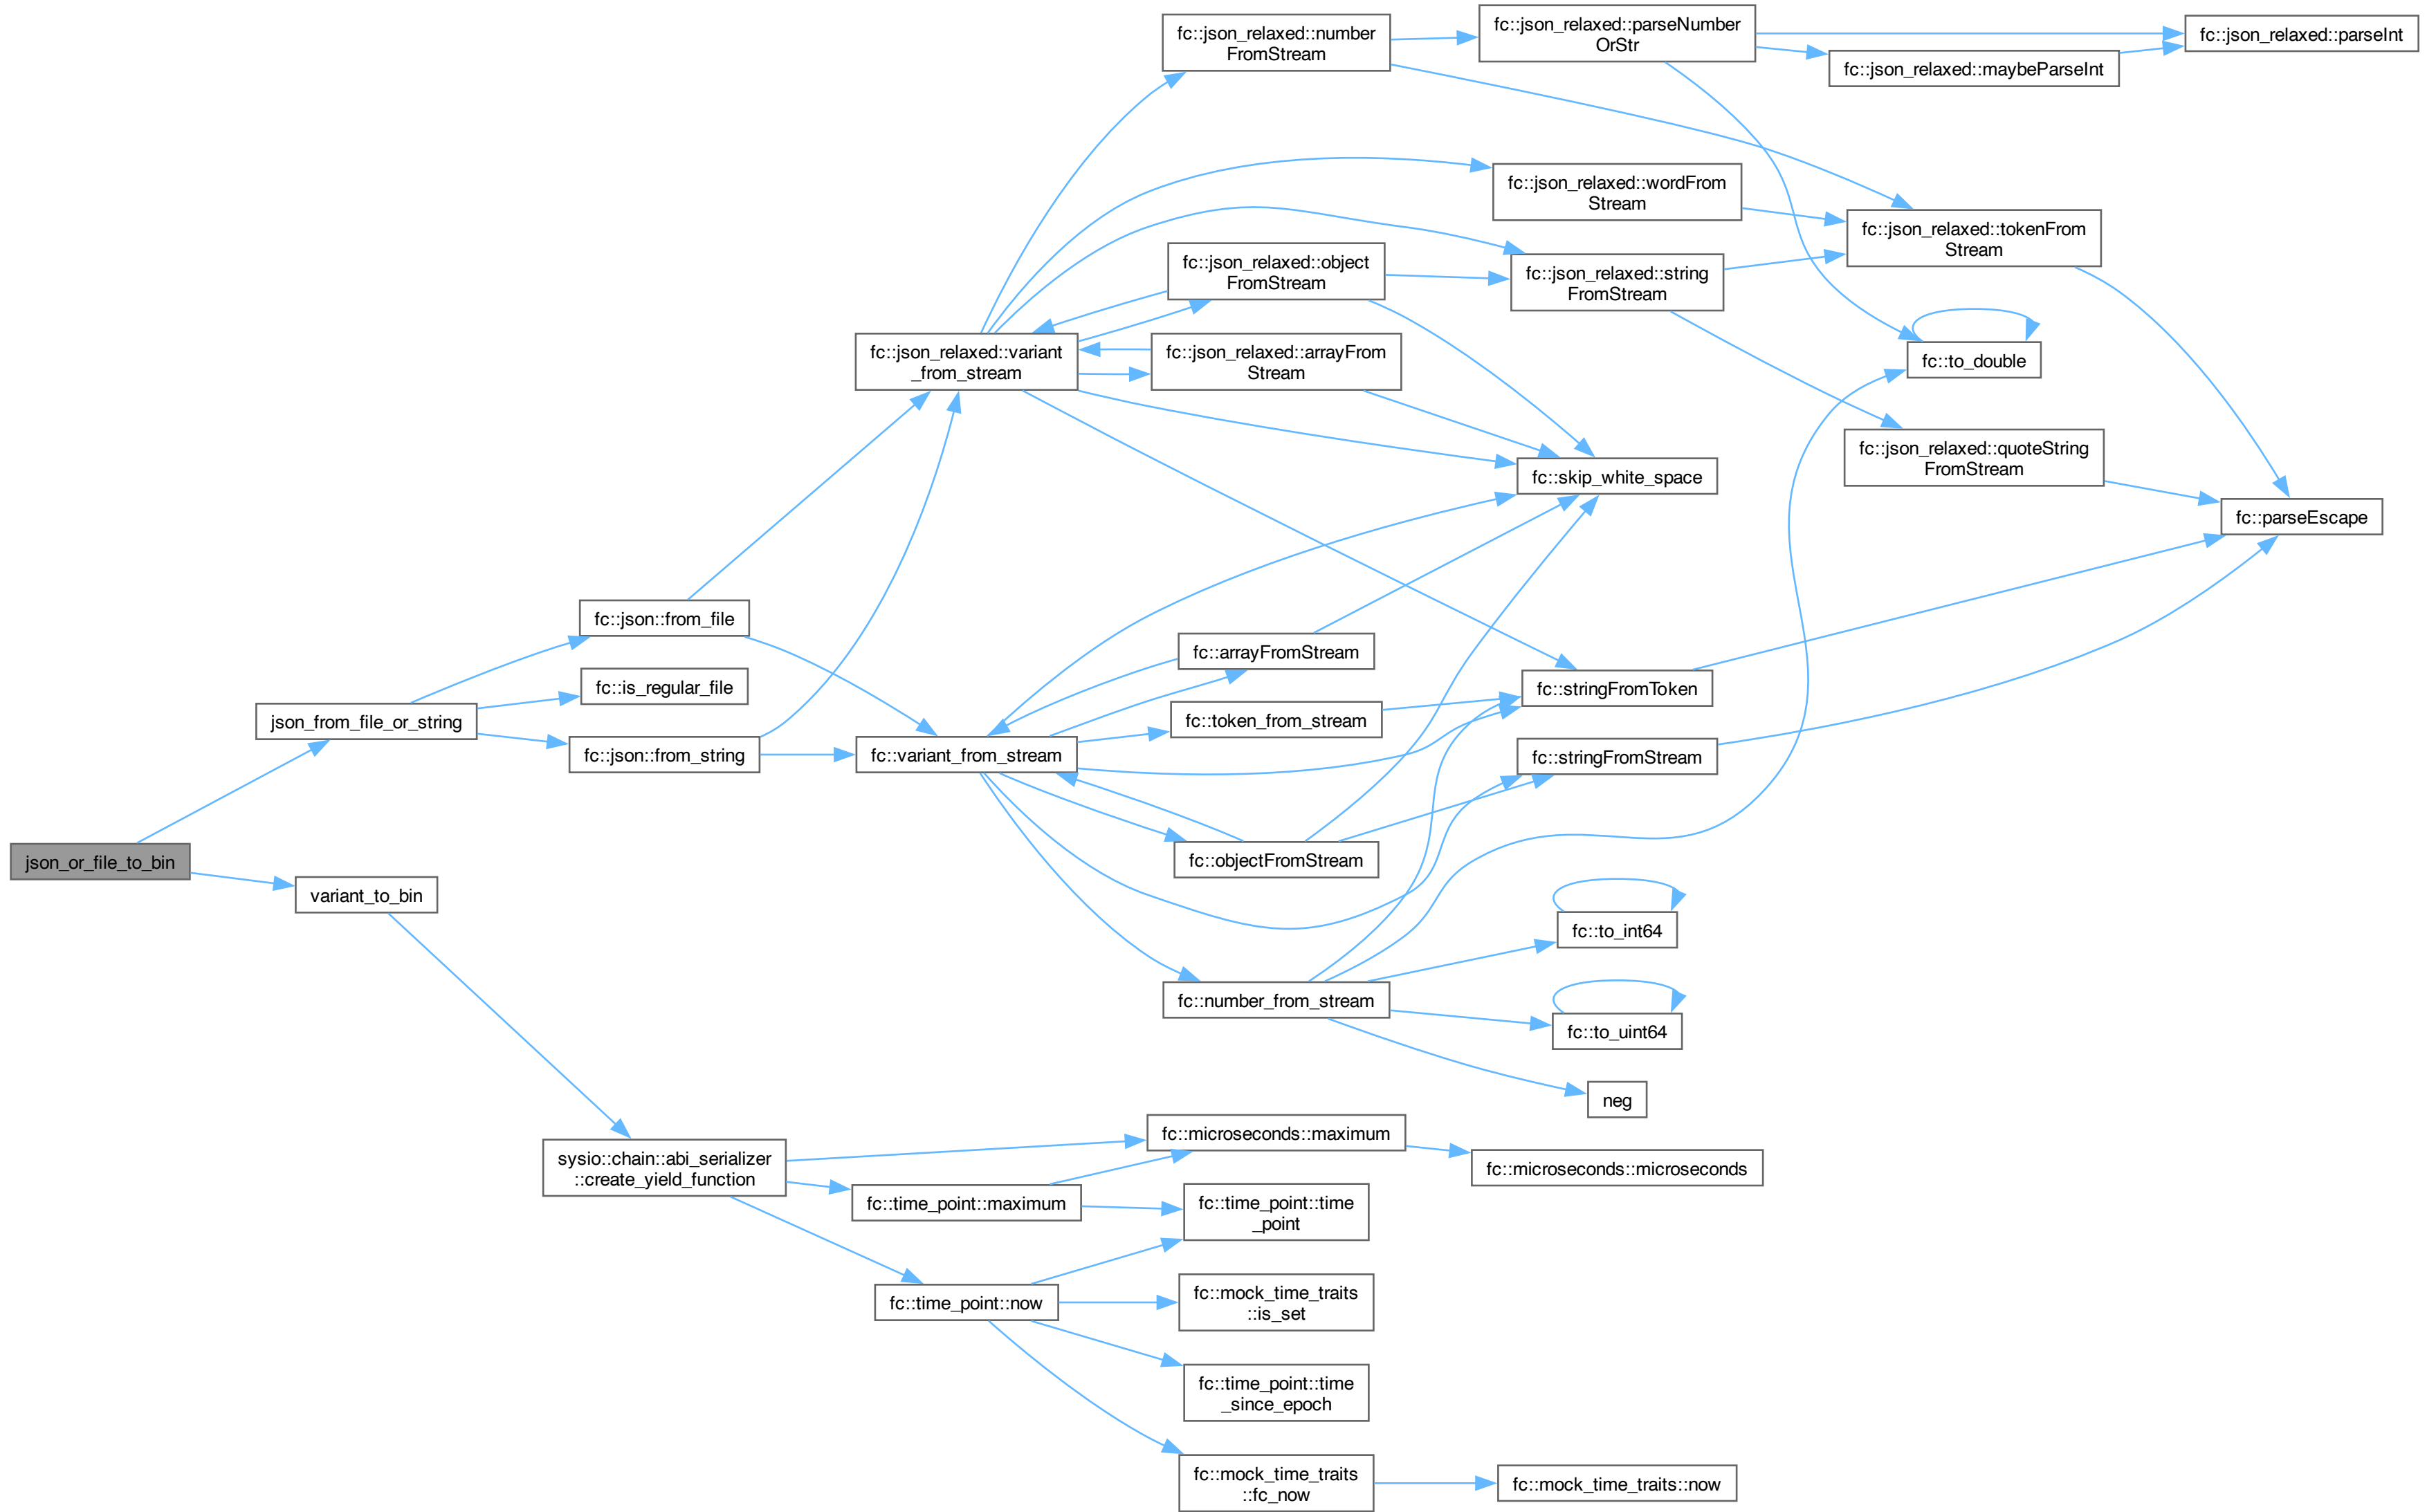 json_or_file_to_bin
json_from_file_or_string
variant_to_bin
fc::json::from_file
fc::is_regular_file
fc::json::from_string
sysio::chain::abi_serializer
::create_yield_function
fc::json_relaxed::variant
_from_stream
fc::variant_from_stream
fc::time_point::maximum
fc::time_point::now
fc::json_relaxed::number
FromStream
fc::json_relaxed::object
FromStream
fc::json_relaxed::arrayFrom
Stream
fc::arrayFromStream
fc::token_from_stream
fc::objectFromStream
fc::number_from_stream
fc::microseconds::maximum
fc::time_point::time
_point
fc::mock_time_traits
::is_set
fc::time_point::time
_since_epoch
fc::mock_time_traits
::fc_now
fc::json_relaxed::parseNumber
OrStr
fc::json_relaxed::wordFrom
Stream
fc::json_relaxed::string
FromStream
fc::skip_white_space
fc::stringFromToken
fc::stringFromStream
fc::to_int64
fc::to_uint64
neg
fc::microseconds::microseconds
fc::mock_time_traits::now
fc::json_relaxed::maybeParseInt
fc::json_relaxed::tokenFrom
Stream
fc::to_double
fc::json_relaxed::quoteString
FromStream
fc::json_relaxed::parseInt
fc::parseEscape